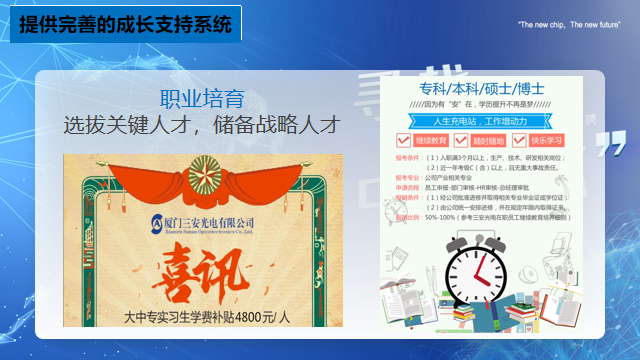 提供完善的成长支持系统
"The new chip, The new future"
职业培育
选拔关键人才，储备战略人才
厦门三安光电有限公司
Xiamen Sanan Optoelectronics Co.,Ltd.
喜讯
大中专实习生学费补贴4800元/人
专科/本科/硕士/博士
/////因为有“安”在，学历提升不再是梦//////
人生充电站，工作增动力
继续教育 随时随地 快乐学习
报考条件：（1）入职满3个月以上，生产、技术、研发相关岗位；
（2）近一年考级C（含）以上，且无重大事故责任。
报考专业：公司产业相关专业
申请流程：员工申报-部门审核-HR审核-总经理审批
报销条件：（1）经公司批准进修并取得相关专业毕业证或学位证；
（2）由公司统一安排进修，并在规定年限内取得证书。
报销比例：50%-100%（参考三安光电在职员工继续教育培养细则）